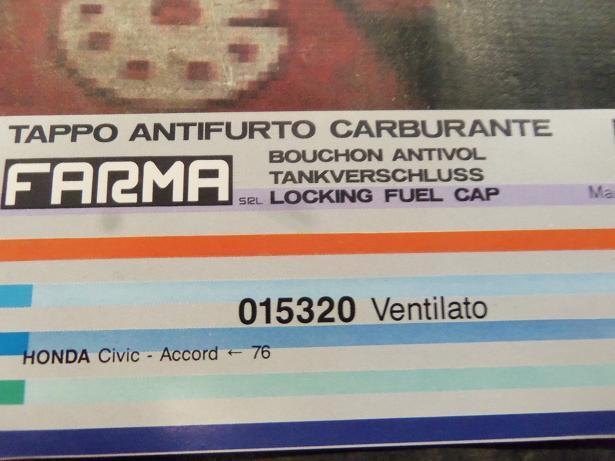 TAPPO ANTIFURTO CARBURANTE
BOUCHON ANTIVOL
TANKVERSCHLUSS
FARMA SRL LOCKING FUEL CAP
015320 Ventilato
HONDA Civic - Accord ← 76